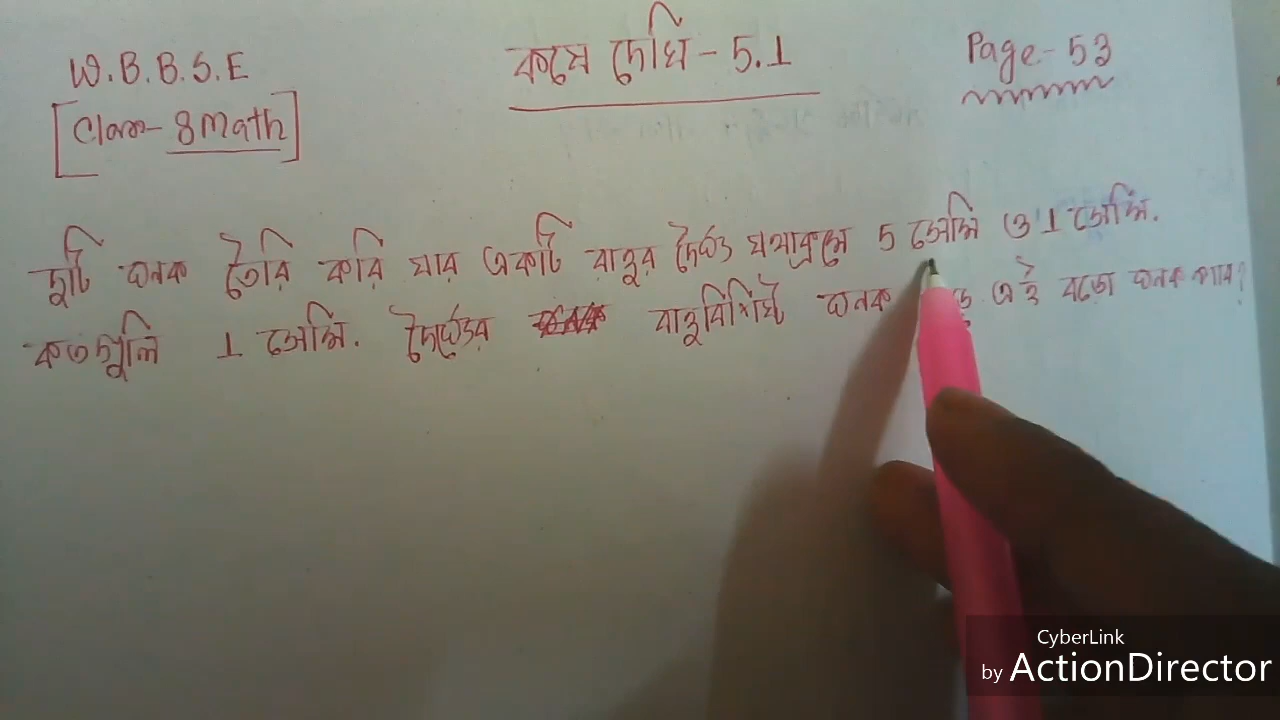 W.B.B.S.E
কষে দেখি - 5.1
Page - 53
[Class - 8 Math]
দুটি ঘনক তৈরি করি যার একটি বাহুর দৈর্ঘ্য যথাক্রমে 5 সেমি ও 1 সেমি.
কতগুলি 1 সেমি. দৈর্ঘ্যের বাহুবিশিষ্ট ঘনক এই বড়ো ঘনক পাব?
CyberLink
by ActionDirector